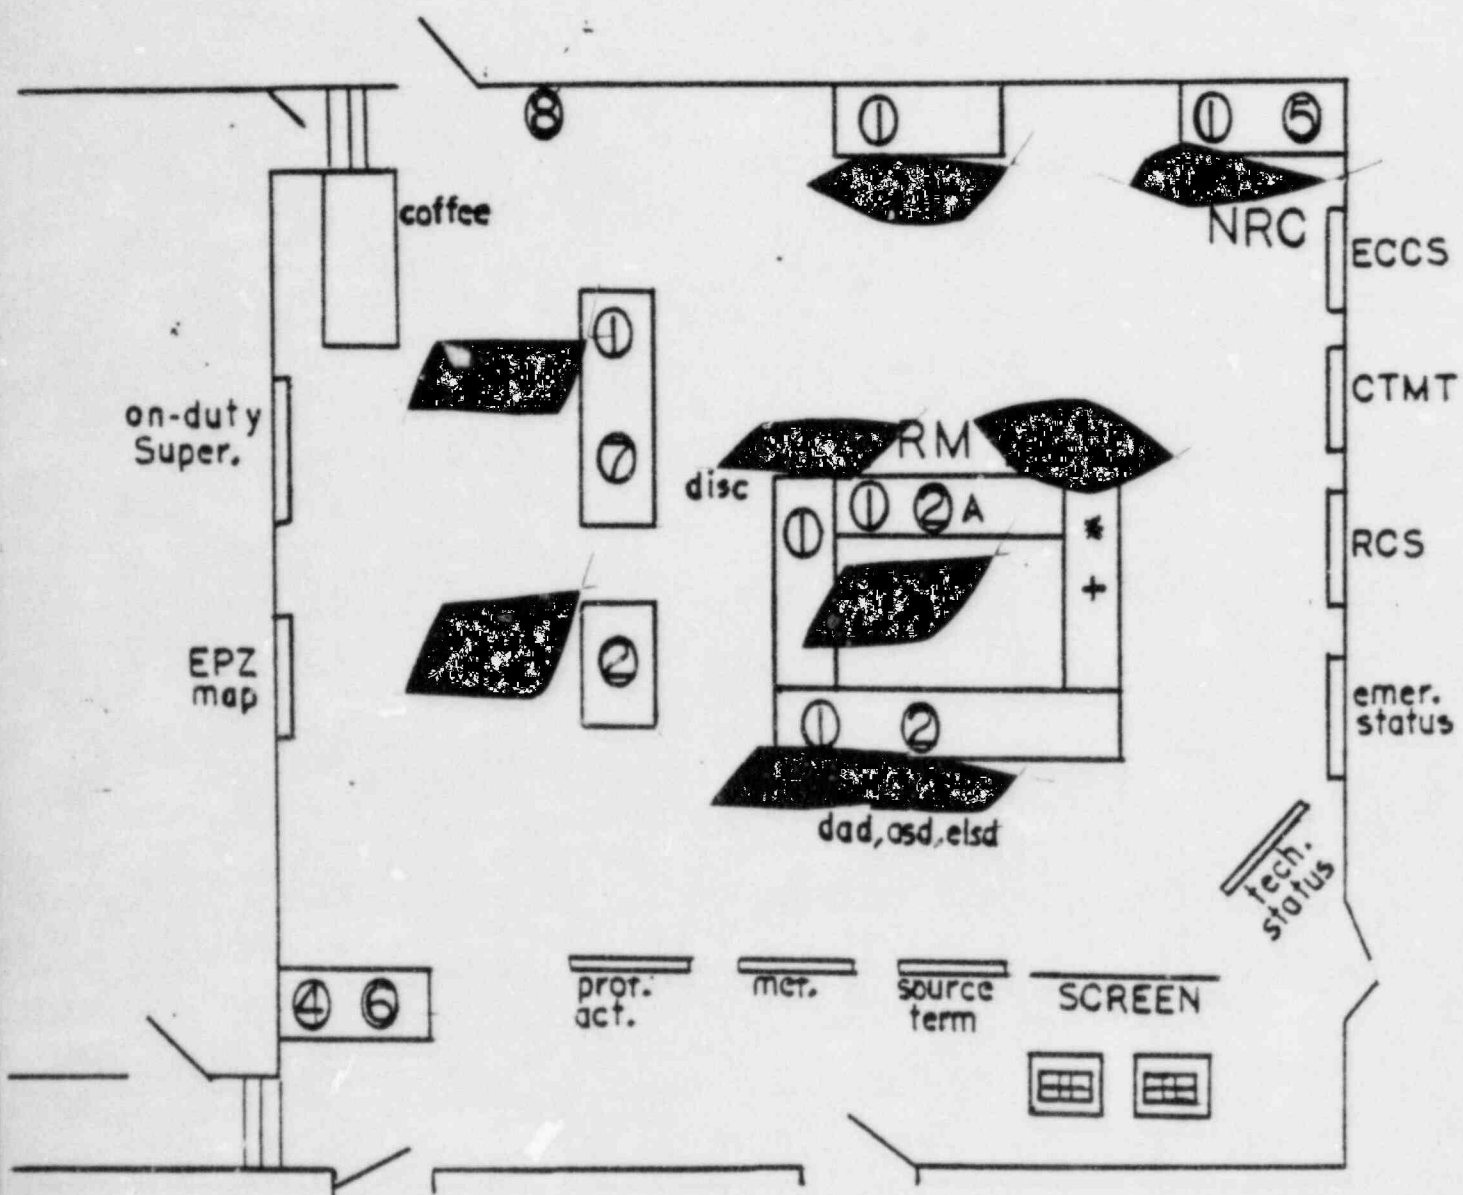 8
1
1 5
coffee
NRC
ECCS
1
CTMT
on-duty
Super.
RM
7
disc
1 2 A
*
1
RCS
+
EPZ
map
2
emer.
status
1 2
dad, osd, elsd
tech.
status
4 6
prot.
act.
met.
source
term
SCREEN